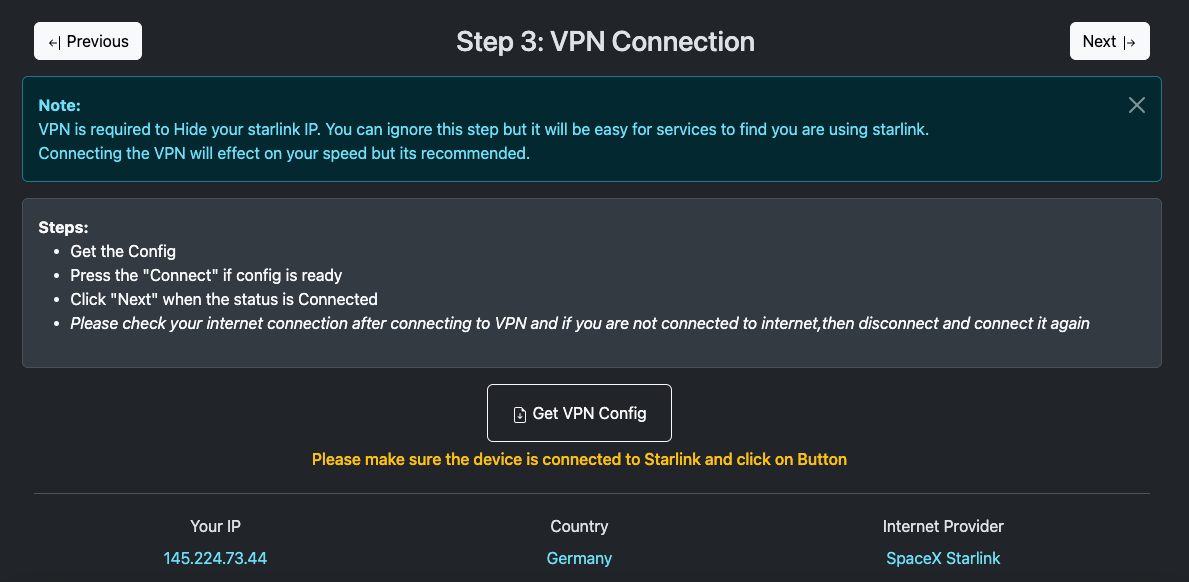 Previous
Step 3: VPN Connection
Next
Note:
VPN is required to Hide your starlink IP. You can ignore this step but it will be easy for services to find you are using starlink.
Connecting the VPN will effect on your speed but its recommended.
Steps:
• Get the Config
• Press the "Connect" if config is ready
• Click "Next" when the status is Connected
• Please check your internet connection after connecting to VPN and if you are not connected to internet,then disconnect and connect it again
Get VPN Config
Please make sure the device is connected to Starlink and click on Button
Your IP
Country
Internet Provider
145.224.73.44
Germany
SpaceX Starlink